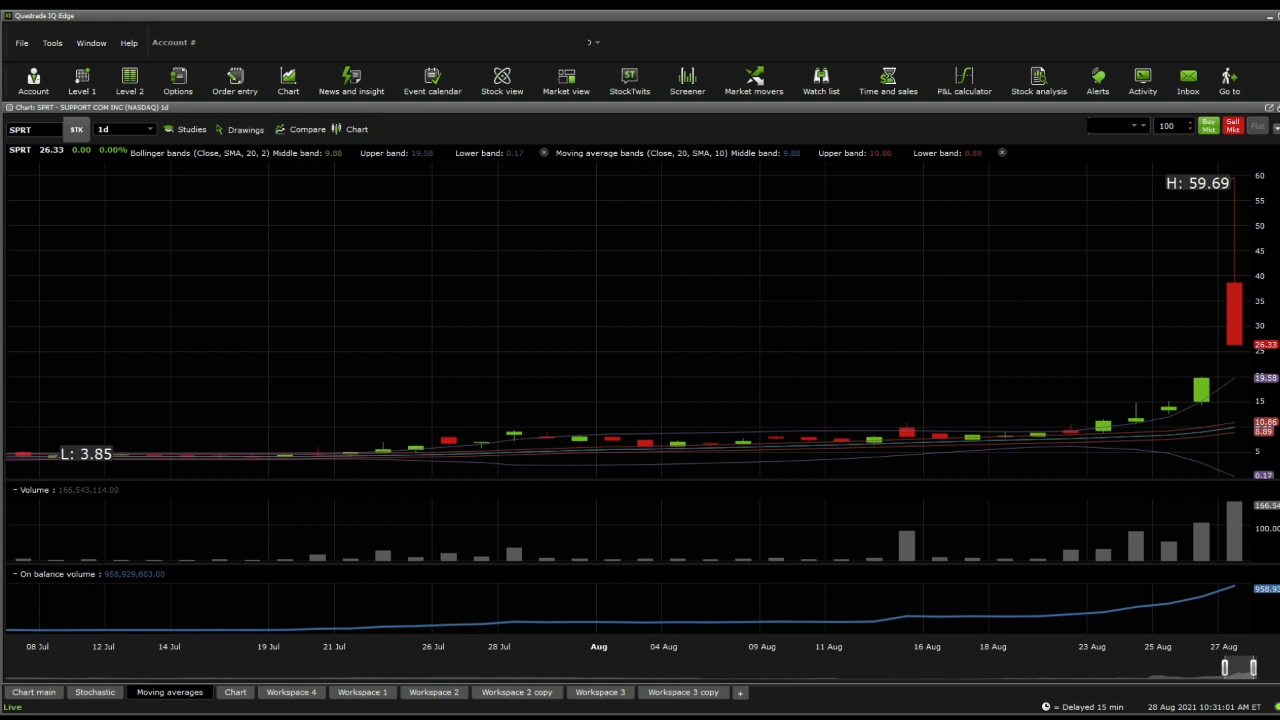 Questrade IQ Edge
File Tools Window Help Account #
Account Level 1 Level 2 Options Order entry Chart News and insight Event calendar Stock view Market view StockTwits Screener Market movers Watch list Time and sales P&L calculator Stock analysis Alerts Activity Inbox Go to
Chart: SPRT - SUPPORT COM INC (NASDAQ) 1d
SPRT STK 1d Studies Drawings Compare Chart 100 Buy Mkt Sell Mkt Flat
SPRT 26.33 0.00 0.00% Bollinger bands (Close, SMA, 20, 2) Middle band: 9.88 Upper band: 19.58 Lower band: 0.17 Moving average bands (Close, 20, SMA, 10) Middle band: 9.88 Upper band: 10.86 Lower band: 8.89
60
H: 59.69
55
50
45
40
35
30
26.33
25
19.58
15
10.86
8.89
L: 3.85
5
0.17
– Volume : 166,543,114.00
166.54
100.00
– On balance volume : 958,929,603.00
958.93
08 Jul 12 Jul 14 Jul 19 Jul 21 Jul 26 Jul 28 Jul Aug 04 Aug 09 Aug 11 Aug 16 Aug 18 Aug 23 Aug 25 Aug 27 Aug
Chart main Stochastic Moving averages Chart Workspace 4 Workspace 1 Workspace 2 Workspace 2 copy Workspace 3 Workspace 3 copy +
Live = Delayed 15 min 28 Aug 2021 10:31:01 AM ET